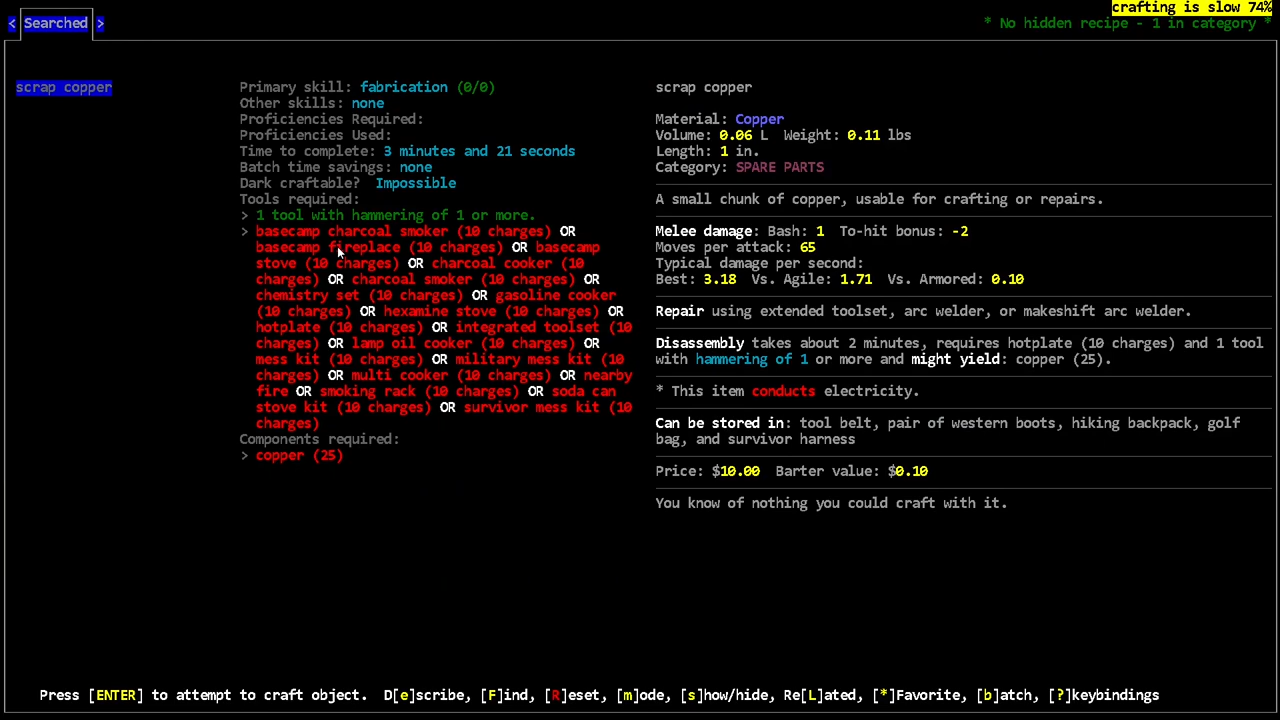 crafting is slow 74%
< Searched >
* No hidden recipe - 1 in category *
scrap copper
Primary skill: fabrication (0/0)
Other skills: none
Proficiencies Required:
Proficiencies Used:
Time to complete: 3 minutes and 21 seconds
Batch time savings: none
Dark craftable?  Impossible
Tools required:
> 1 tool with hammering of 1 or more.
> basecamp charcoal smoker (10 charges) OR
basecamp fireplace (10 charges) OR basecamp
stove (10 charges) OR charcoal cooker (10
charges) OR charcoal smoker (10 charges) OR
chemistry set (10 charges) OR gasoline cooker
(10 charges) OR hexamine stove (10 charges) OR
hotplate (10 charges) OR integrated toolset (10
charges) OR lamp oil cooker (10 charges) OR
mess kit (10 charges) OR military mess kit (10
charges) OR multi cooker (10 charges) OR nearby
fire OR smoking rack (10 charges) OR soda can
stove kit (10 charges) OR survivor mess kit (10
charges)
Components required:
> copper (25)
scrap copper
Material: Copper
Volume: 0.06 L  Weight: 0.11 lbs
Length: 1 in.
Category: SPARE PARTS
A small chunk of copper, usable for crafting or repairs.
Melee damage: Bash: 1  To-hit bonus: -2
Moves per attack: 65
Typical damage per second:
Best: 3.18  Vs. Agile: 1.71  Vs. Armored: 0.10
Repair using extended toolset, arc welder, or makeshift arc welder.
Disassembly takes about 2 minutes, requires hotplate (10 charges) and 1 tool
with hammering of 1 or more and might yield: copper (25).
* This item conducts electricity.
Can be stored in: tool belt, pair of western boots, hiking backpack, golf
bag, and survivor harness
Price: $10.00  Barter value: $0.10
You know of nothing you could craft with it.
Press [ENTER] to attempt to craft object.  D[e]scribe, [F]ind, [R]eset, [m]ode, [s]how/hide, Re[L]ated, [*]Favorite, [b]atch, [?]keybindings